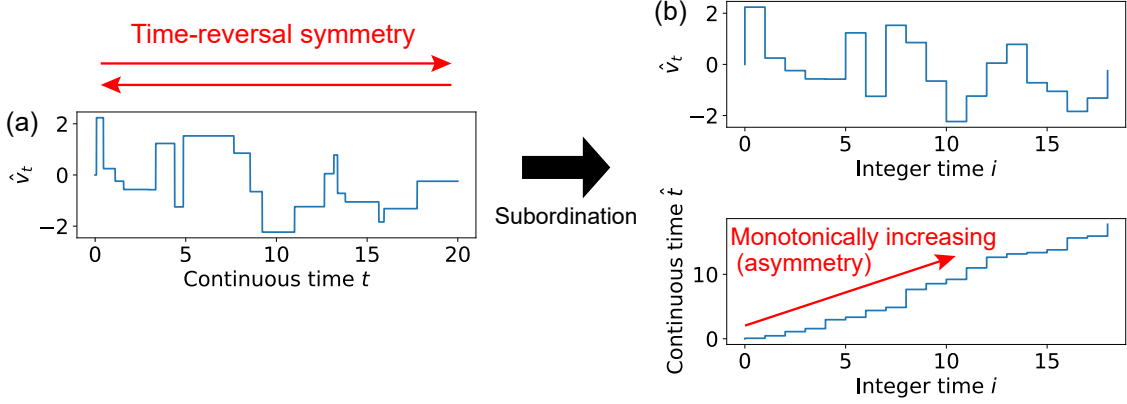 Time-reversal symmetry
(a)
2
0
−2
v̂t
0
5
10
15
20
Continuous time t
Subordination
(b)
2
0
−2
v̂t
0
5
10
15
Integer time i
Monotonically increasing
(asymmetry)
10
0
Continuous time t̂
0
5
10
15
Integer time i